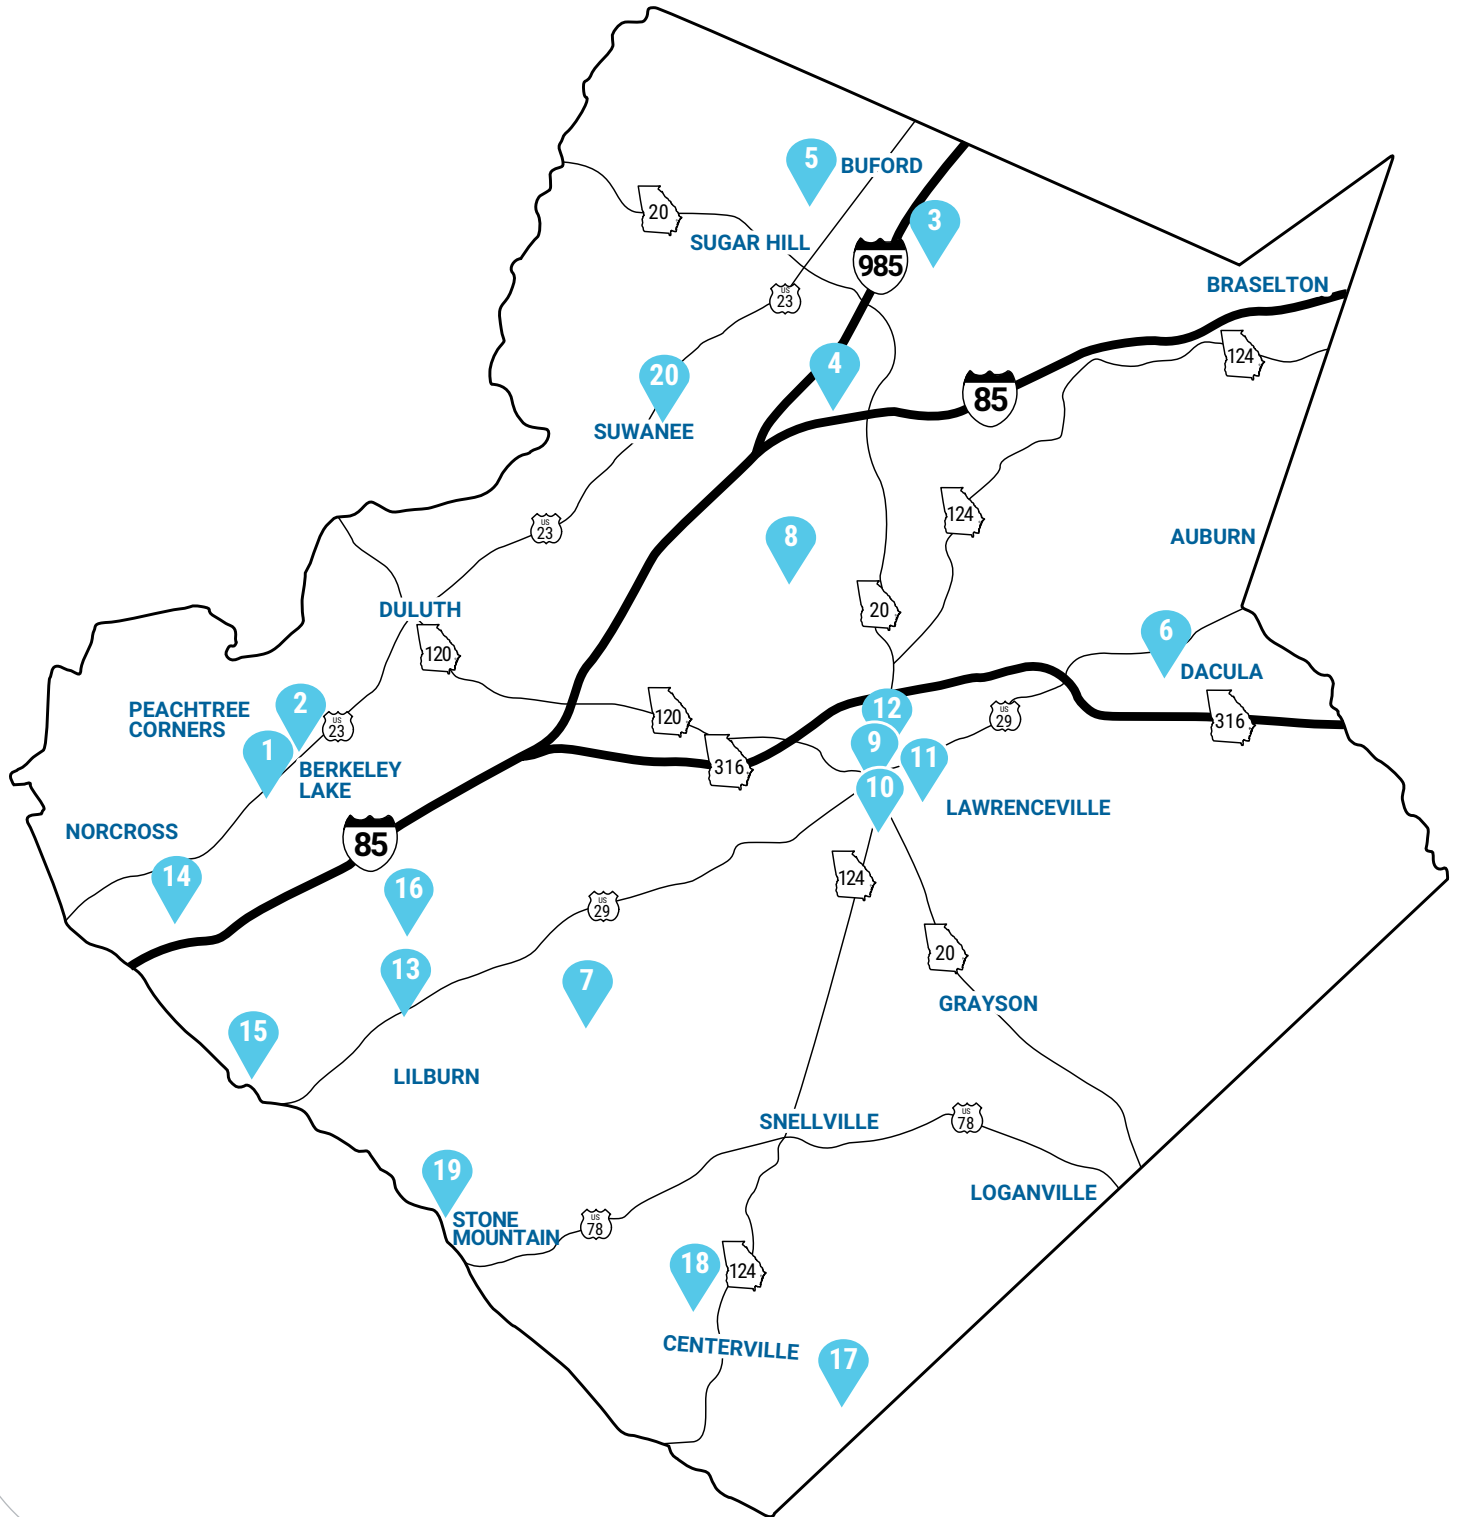 5
BUFORD
20
3
SUGAR HILL
985
BRASELTON
US
23
124
4
20
85
SUWANEE
124
US
23
8
AUBURN
DULUTH
20
6
120
DACULA
PEACHTREE
CORNERS
2
US
23
120
12
US
29
316
1
9
11
BERKELEY
LAKE
316
10
LAWRENCEVILLE
NORCROSS
85
14
16
124
US
29
20
13
7
GRAYSON
15
LILBURN
SNELLVILLE
US
78
19
LOGANVILLE
STONE
MOUNTAIN
US
78
18
124
CENTERVILLE
17